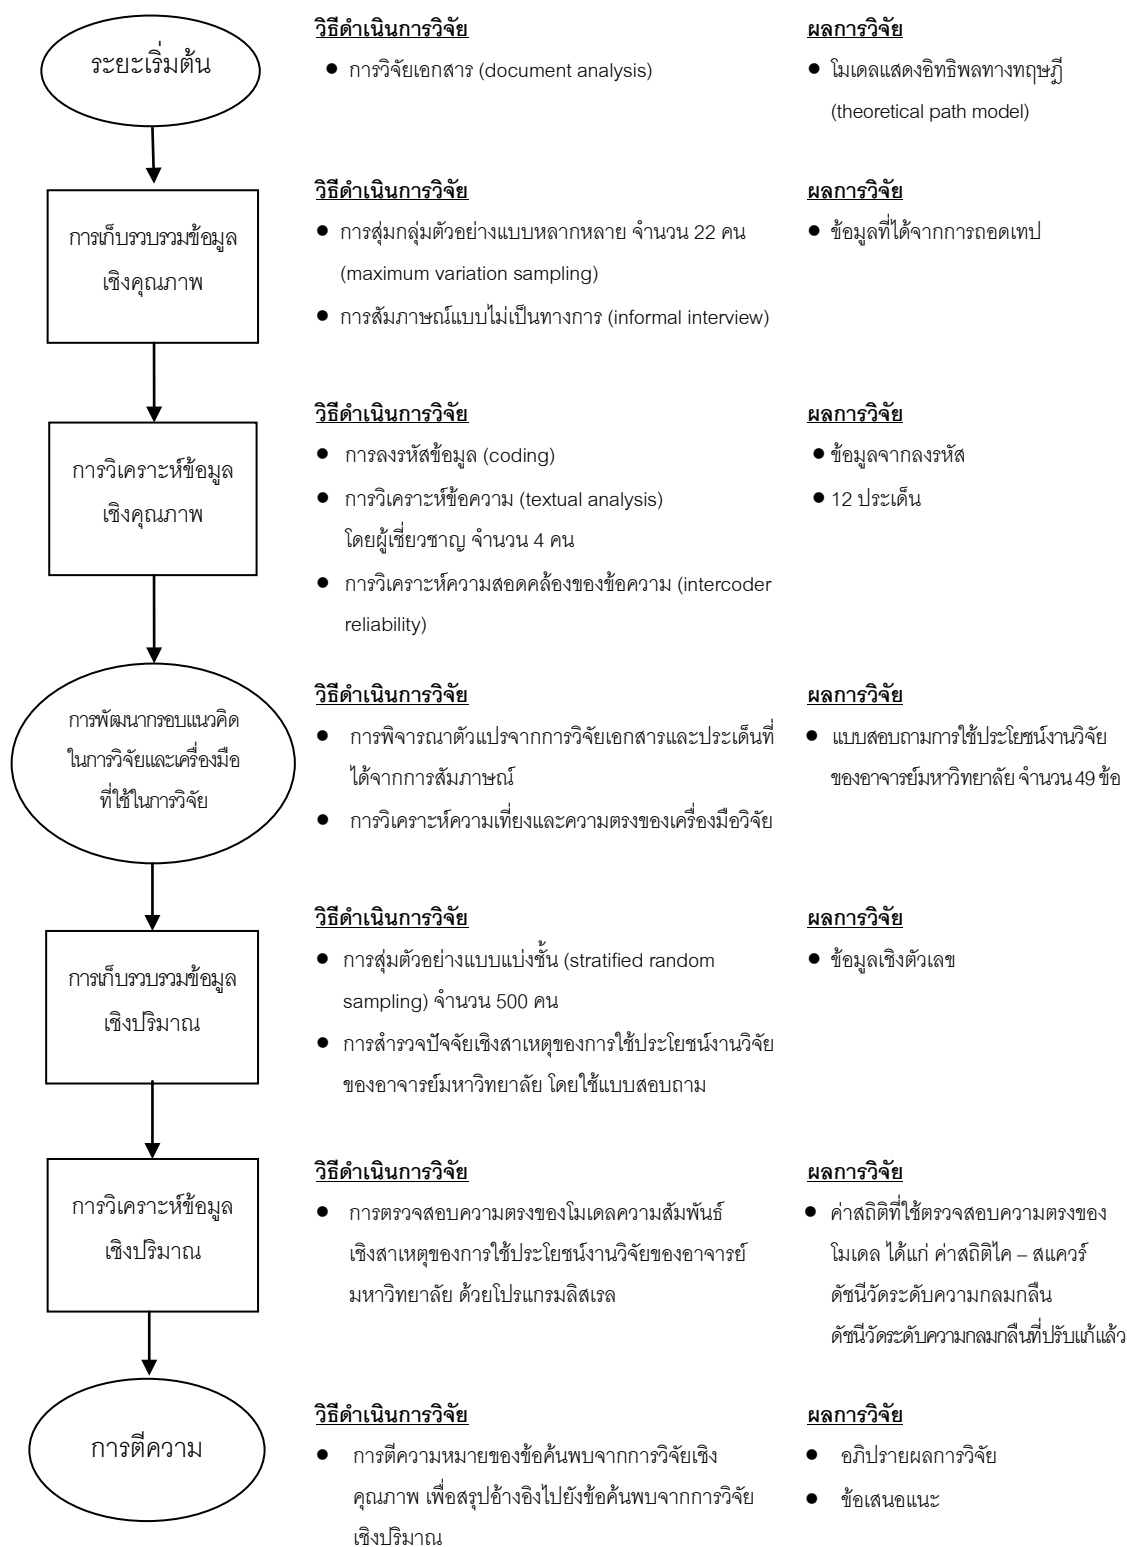 ระยะเริ่มต้น
วิธีดำเนินการวิจัย
● การวิจัยเอกสาร (document analysis)
ผลการวิจัย
● โมเดลแสดงอิทธิพลทางทฤษฎี
(theoretical path model)
การเก็บรวบรวมข้อมูล
เชิงคุณภาพ
วิธีดำเนินการวิจัย
● การสุ่มกลุ่มตัวอย่างแบบหลากหลาย จำนวน 22 คน
(maximum variation sampling)
● การสัมภาษณ์แบบไม่เป็นทางการ (informal interview)
ผลการวิจัย
● ข้อมูลที่ได้จากการถอดเทป
การวิเคราะห์ข้อมูล
เชิงคุณภาพ
วิธีดำเนินการวิจัย
● การลงรหัสข้อมูล (coding)
● การวิเคราะห์ข้อความ (textual analysis)
โดยผู้เชี่ยวชาญ จำนวน 4 คน
● การวิเคราะห์ความสอดคล้องของข้อความ (intercoder
reliability)
ผลการวิจัย
● ข้อมูลจากลงรหัส
● 12 ประเด็น
การพัฒนากรอบแนวคิด
ในการวิจัยและเครื่องมือ
ที่ใช้ในการวิจัย
วิธีดำเนินการวิจัย
● การพิจารณาตัวแปรจากการวิจัยเอกสารและประเด็นที่
ได้จากการสัมภาษณ์
● การวิเคราะห์ความเที่ยงและความตรงของเครื่องมือวิจัย
ผลการวิจัย
● แบบสอบถามการใช้ประโยชน์งานวิจัย
ของอาจารย์มหาวิทยาลัย จำนวน 49 ข้อ
การเก็บรวบรวมข้อมูล
เชิงปริมาณ
วิธีดำเนินการวิจัย
● การสุ่มตัวอย่างแบบแบ่งชั้น (stratified random
sampling) จำนวน 500 คน
● การสำรวจปัจจัยเชิงสาเหตุของการใช้ประโยชน์งานวิจัย
ของอาจารย์มหาวิทยาลัย โดยใช้แบบสอบถาม
ผลการวิจัย
● ข้อมูลเชิงตัวเลข
การวิเคราะห์ข้อมูล
เชิงปริมาณ
วิธีดำเนินการวิจัย
● การตรวจสอบความตรงของโมเดลความสัมพันธ์
เชิงสาเหตุของการใช้ประโยชน์งานวิจัยของอาจารย์
มหาวิทยาลัย ด้วยโปรแกรมลิสเรล
ผลการวิจัย
● ค่าสถิติที่ใช้ตรวจสอบความตรงของ
โมเดล ได้แก่ ค่าสถิติไค – สแควร์
ดัชนีวัดระดับความกลมกลืน
ดัชนีวัดระดับความกลมกลืนที่ปรับแก้แล้ว
การตีความ
วิธีดำเนินการวิจัย
● การตีความหมายของข้อค้นพบจากการวิจัยเชิง
คุณภาพ เพื่อสรุปอ้างอิงไปยังข้อค้นพบจากการวิจัย
เชิงปริมาณ
ผลการวิจัย
● อภิปรายผลการวิจัย
● ข้อเสนอแนะ